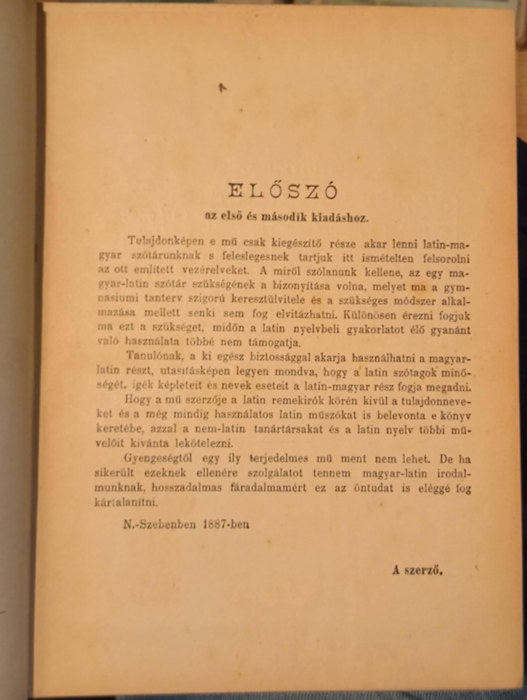 ELŐSZÓ
az első és második kiadáshoz.
Tulajdonképen e mű csak kiegészítő része akar lenni latin-ma-
gyar szótárunknak s feleslegesnek tartjuk itt ismételten felsorolni
az ott említett vezérelveket. A miről szólanunk kellene, az egy ma-
gyar-latin szótár szükségének a bizonyítása volna, melyet ma a gym-
nasiumi tanterv szigorú keresztülvitele és a szükséges módszer alkal-
mazása mellett senki sem fog elvitázhatni. Különösen érezni fogjuk
ma ezt a szükséget, midőn a latin nyelvbeli gyakorlatot élő gyanánt
való használata többé nem támogatja.
Tanulónak, a ki egész biztossággal akarja használhatni a magyar-
latin részt, utasításképen legyen mondva, hogy a latin szótagok minő-
ségét, igék képleteit és nevek eseteit a latin-magyar rész fogja megadni.
Hogy a mű szerzője a latin remekírók körén kívül a tulajdonneve-
ket és a még mindig használatos latin műszókat is belevonta e könyv
keretébe, azzal a nem-latin tanártársakat és a latin nyelv többi mű-
velőit kívánta lekötelezni.
Gyengeségtől egy ily terjedelmes mű ment nem lehet. De ha
sikerült ezeknek ellenére szolgálatot tennem magyar-latin irodal-
munknak, hosszadalmas fáradalmamért ez az öntudat is eléggé fog
kártalanítni.
N.-Szebenben 1887-ben
A szerző.